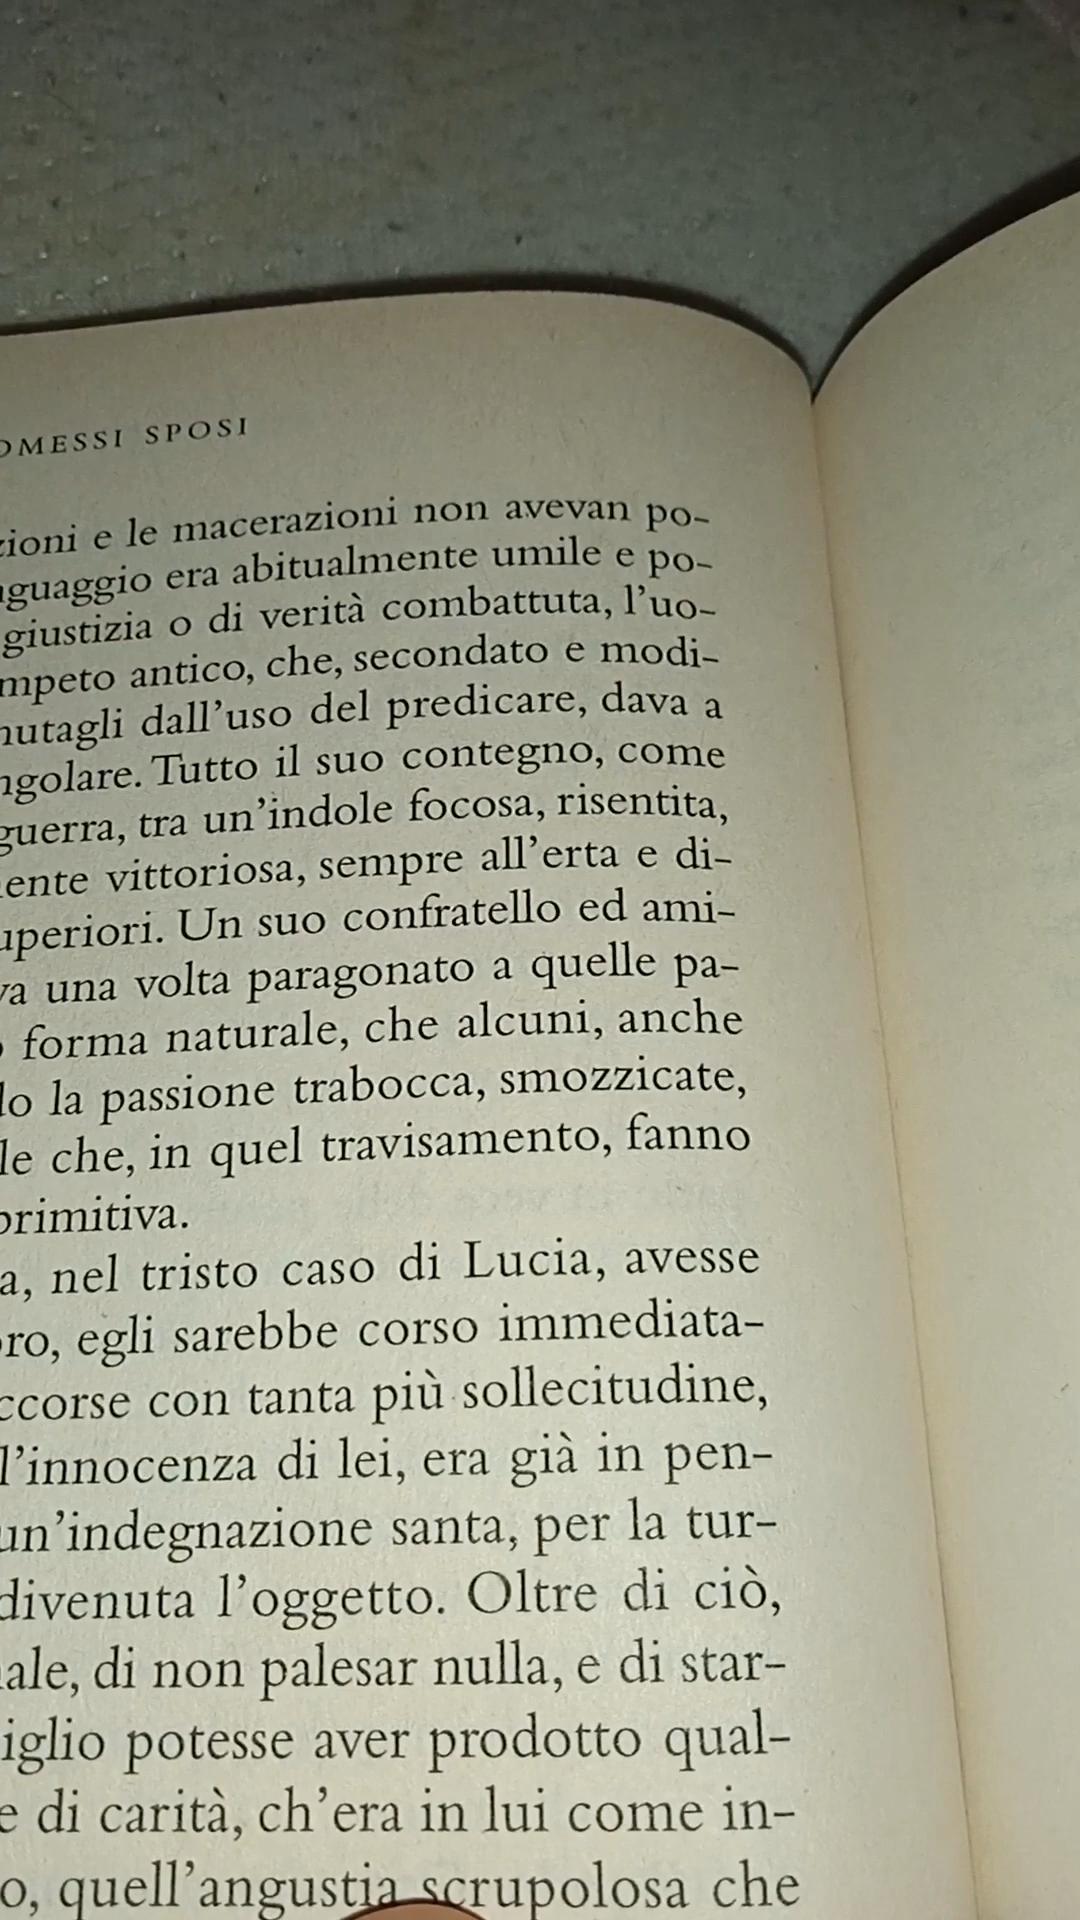 OMESSI SPOSI
zioni e le macerazioni non avevan po-
nguaggio era abitualmente umile e po-
giustizia o di verità combattuta, l'uo-
mpeto antico, che, secondato e modi-
nutagli dall'uso del predicare, dava a
ngolare. Tutto il suo contegno, come
guerra, tra un'indole focosa, risentita,
ente vittoriosa, sempre all'erta e di-
uperiori. Un suo confratello ed ami-
va una volta paragonato a quelle pa-
forma naturale, che alcuni, anche
do la passione trabocca, smozzicate,
le che, in quel travisamento, fanno
primitiva.
a, nel tristo caso di Lucia, avesse
oro, egli sarebbe corso immediata-
ccorse con tanta più sollecitudine,
l'innocenza di lei, era già in pen-
un'indegnazione santa, per la tur-
divenuta l'oggetto. Oltre di ciò,
ale, di non palesar nulla, e di star-
iglio potesse aver prodotto qual-
e di carità, ch'era in lui come in-
o, quell'angustia scrupolosa che